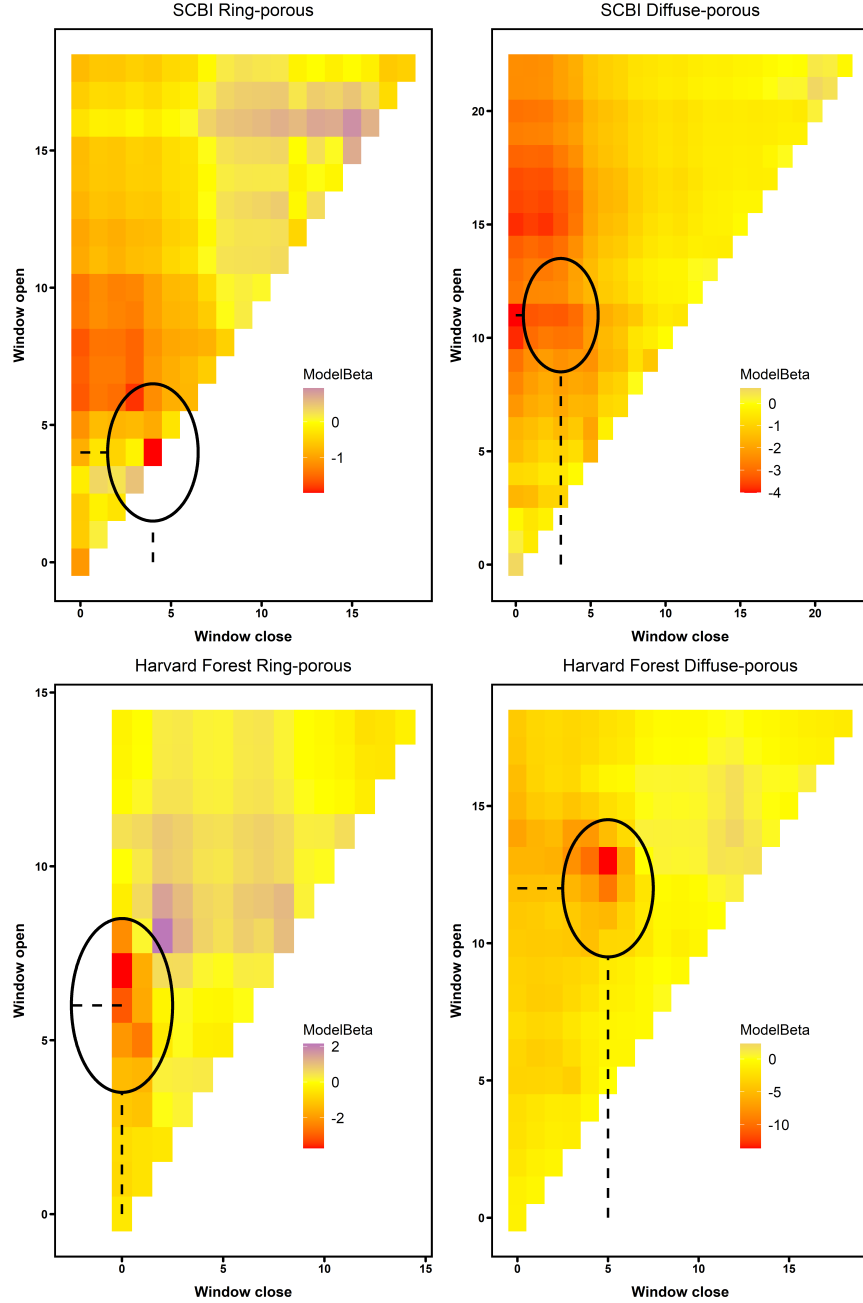 SCBI Ring-porous
Window open
15
10
5
0
0
5
10
15
Window close
ModelBeta
0
-1
SCBI Diffuse-porous
Window open
20
15
10
5
0
0
5
10
15
20
Window close
ModelBeta
0
-1
-2
-3
-4
Harvard Forest Ring-porous
Window open
15
10
5
0
0
5
10
15
Window close
ModelBeta
2
0
-2
Harvard Forest Diffuse-porous
Window open
15
10
5
0
0
5
10
15
Window close
ModelBeta
0
-5
-10